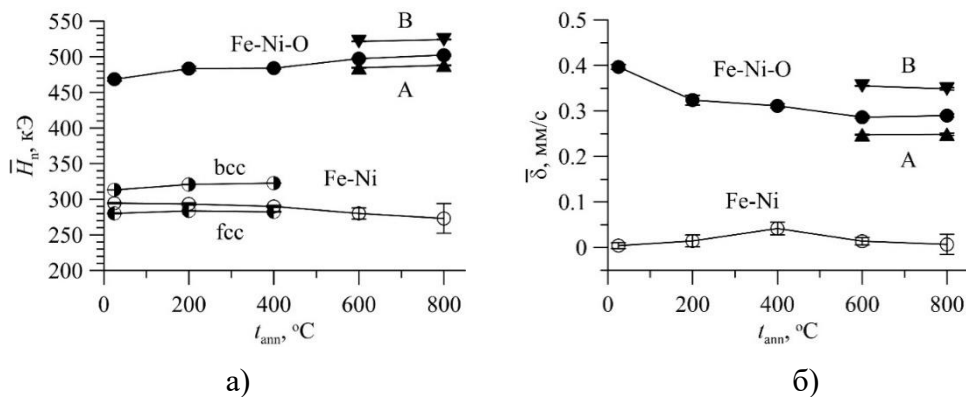 550
500
450
400
350
300
250
200
H̅ₙ, кЭ
B
Fe-Ni-O
A
bcc
Fe-Ni
fcc
0 200 400 600 800
t_ann, °C
а)
0.5
0.4
0.3
0.2
0.1
0
δ̅, мм/с
B
Fe-Ni-O
A
Fe-Ni
0 200 400 600 800
t_ann, °C
б)